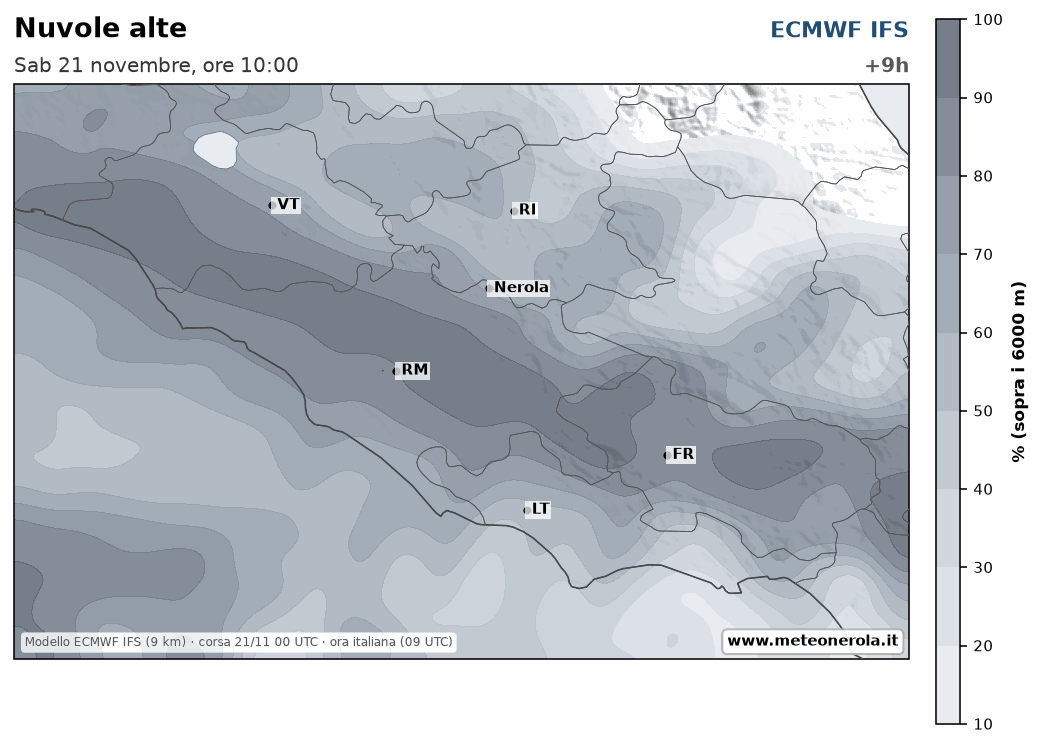 Nuvole alte
ECMWF IFS
Sab 21 novembre, ore 10:00
+9h
100
90
80
70
60
50
40
30
20
10
% (sopra i 6000 m)
VT
RI
Nerola
RM
FR
LT
Modello ECMWF IFS (9 km) · corsa 21/11 00 UTC · ora italiana (09 UTC)
www.meteonerola.it